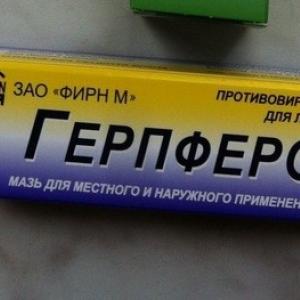 ЗАО "ФИРН М"
ПРОТИВОВИР
ДЛЯ Л
ГЕРПФЕРО
МАЗЬ ДЛЯ МЕСТНОГО И НАРУЖНОГО ПРИМЕНЕН